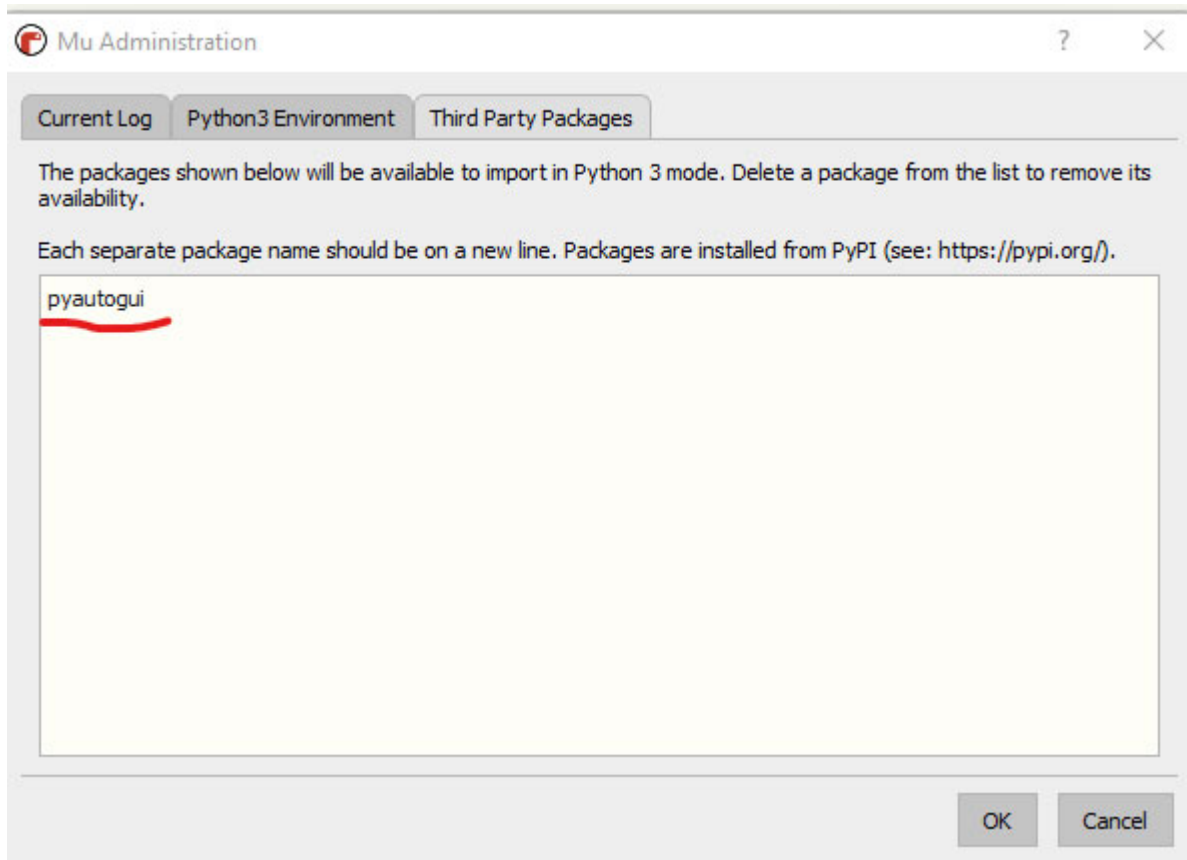 Mu Administration
?
Current Log
Python3 Environment
Third Party Packages
The packages shown below will be available to import in Python 3 mode. Delete a package from the list to remove its
availability.
Each separate package name should be on a new line. Packages are installed from PyPI (see: https://pypi.org/).
pyautogui
OK
Cancel